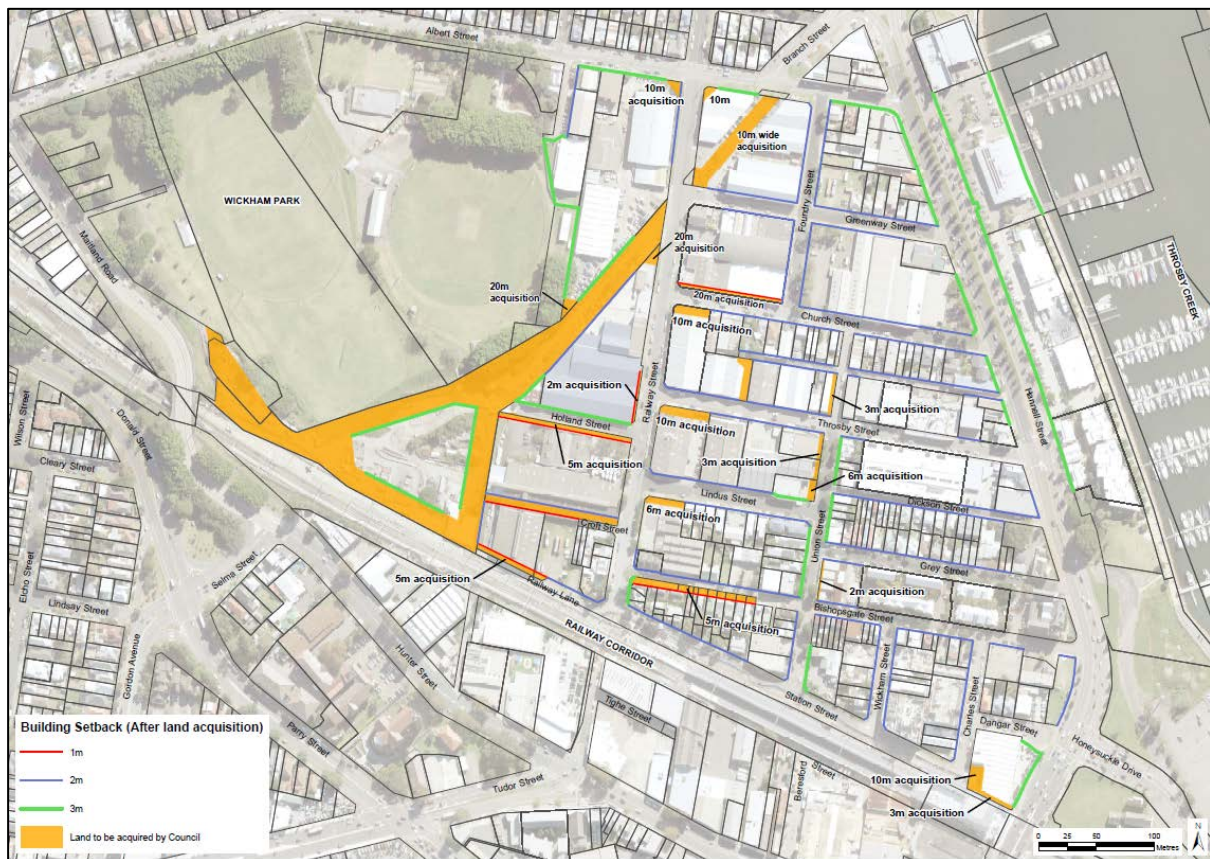 Albert Street
Branch Street
10m
acquisition
10m
10m wide
acquisition
WICKHAM PARK
Maitland Road
Foundry Street
Greenway Street
THROSBY CREEK
20m
acquisition
20m
acquisition
20m acquisition
Church Street
10m acquisition
Railway Street
2m acquisition
Hannell Street
3m acquisition
Throsby Street
Holland Street
10m acquisition
5m acquisition
3m acquisition
6m acquisition
Wilson Street
Donald Street
Cleary Street
Lindus Street
Dickson Street
6m acquisition
Croft Street
Union Street
Grey Street
Selma Street
5m acquisition
Railway Lane
2m acquisition
Elcho Street
Lindsay Street
Bishopsgate Street
5m acquisition
RAILWAY CORRIDOR
Gordon Avenue
Hunter Street
Wickham Street
Station Street
Charles Street
Dangar Street
Tighe Street
Parry Street
Honeysuckle Drive
Tudor Street
Beresford
Street
10m acquisition
3m acquisition
Building Setback (After land acquisition)
1m
2m
3m
Land to be acquired by Council
N
0 25 50 100
Metres